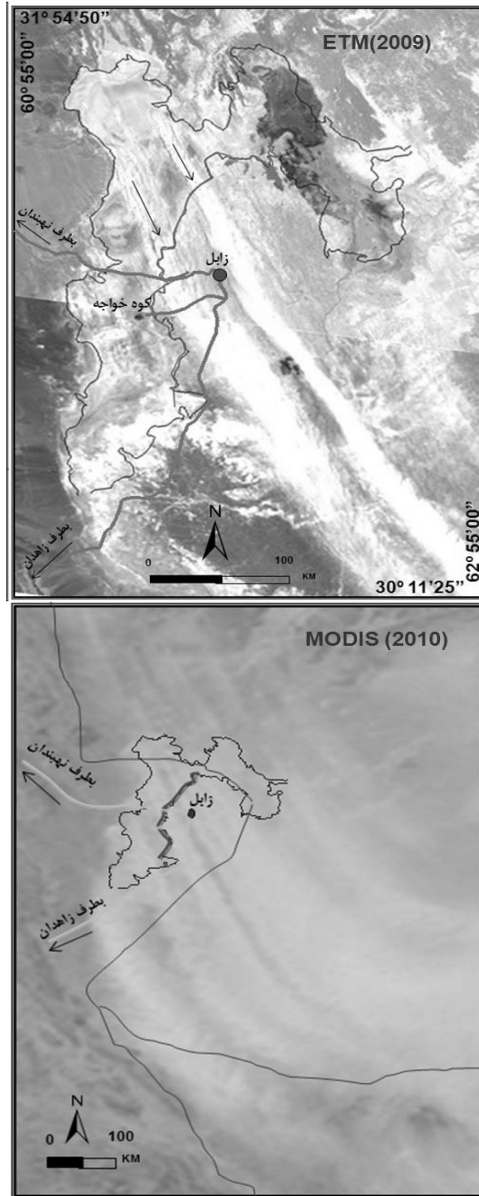 31º 54'50”
60º 55'00”
ETM(2009)
بطرف نهبندان
زابل
کوه خواجه
بطرف زاهدان
N
0 100
KM
62º 55'00”
30º 11'25”
MODIS (2010)
بطرف نهبندان
زابل
بطرف زاهدان
N
0 100
KM